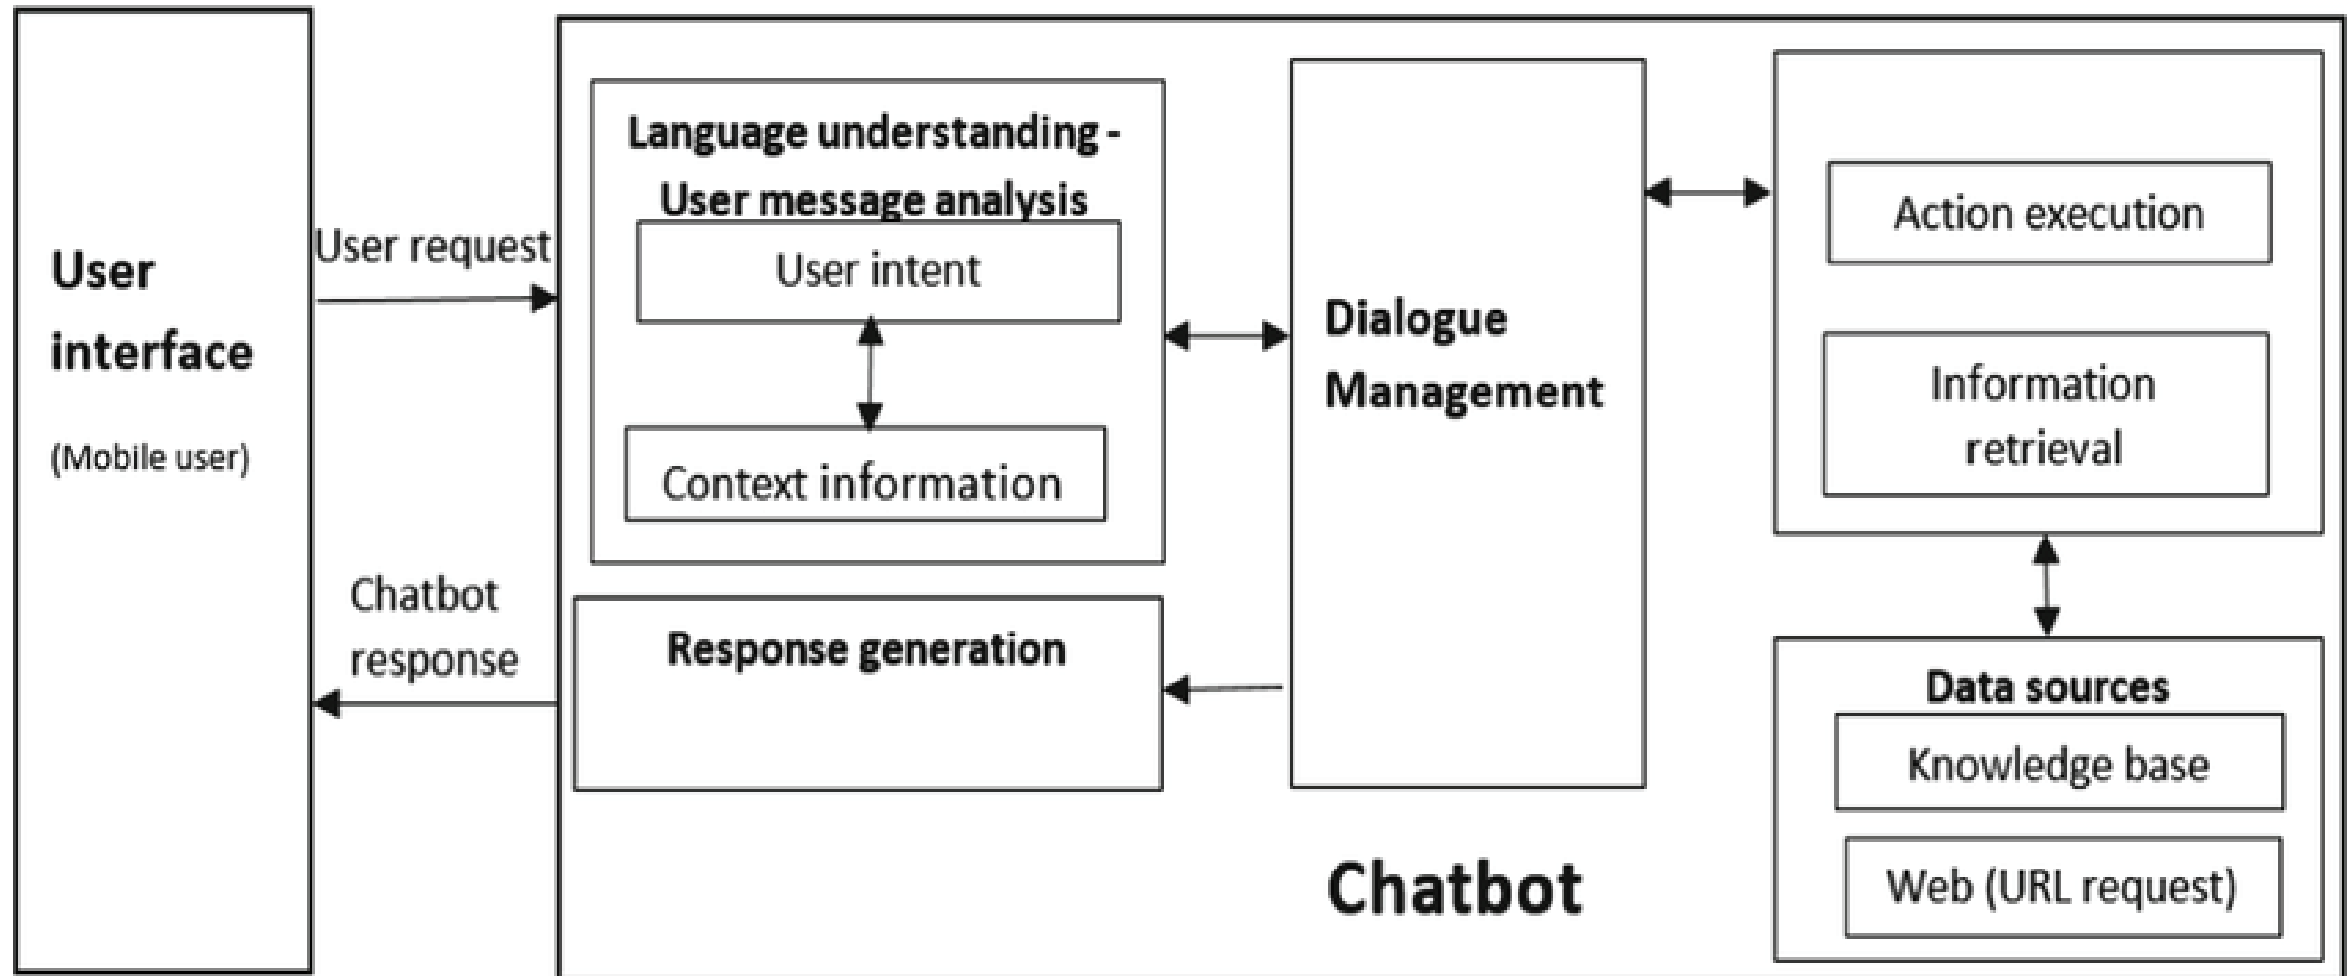 User
interface
(Mobile user)
User request
Chatbot
response
Language understanding -
User message analysis
User intent
Context information
Response generation
Dialogue
Management
Action execution
Information
retrieval
Data sources
Knowledge base
Web (URL request)
Chatbot